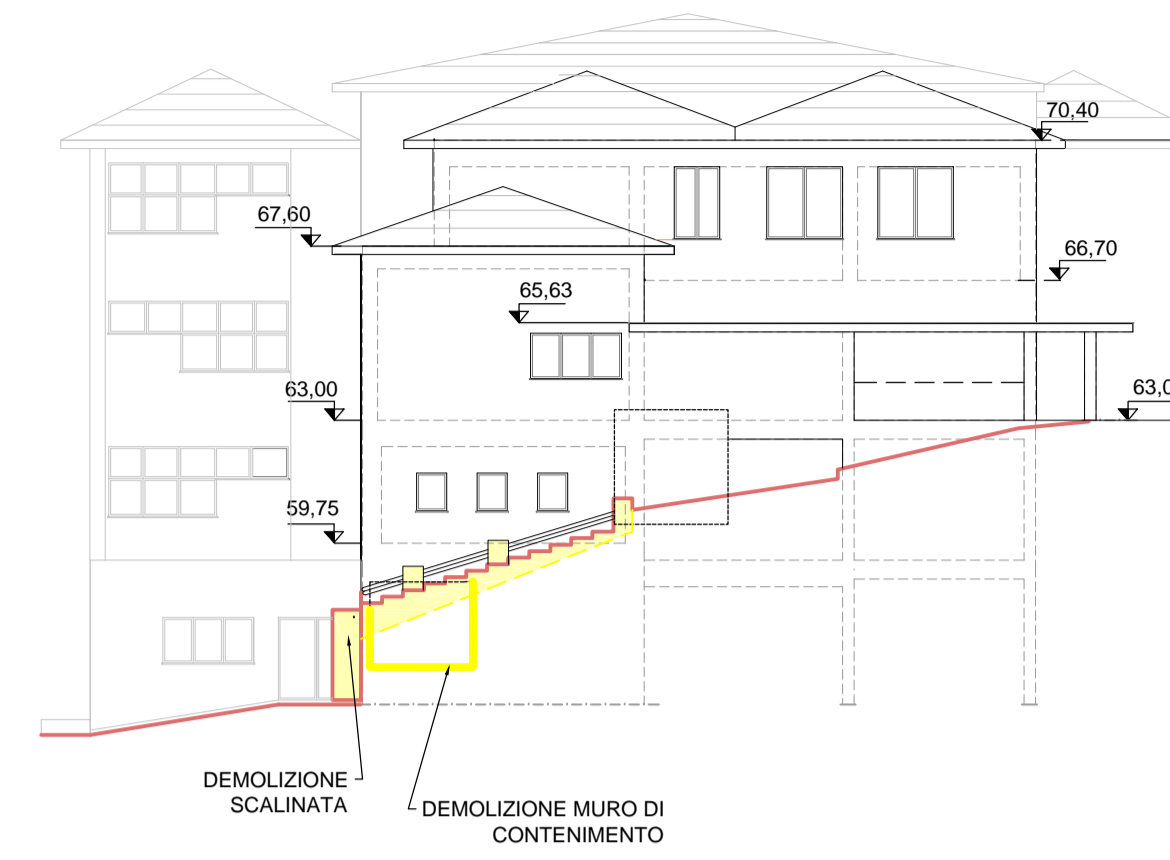 70,40
67,60
66,70
65,63
63,00
63,0
59,75
DEMOLIZIONE
SCALINATA
DEMOLIZIONE MURO DI
CONTENIMENTO